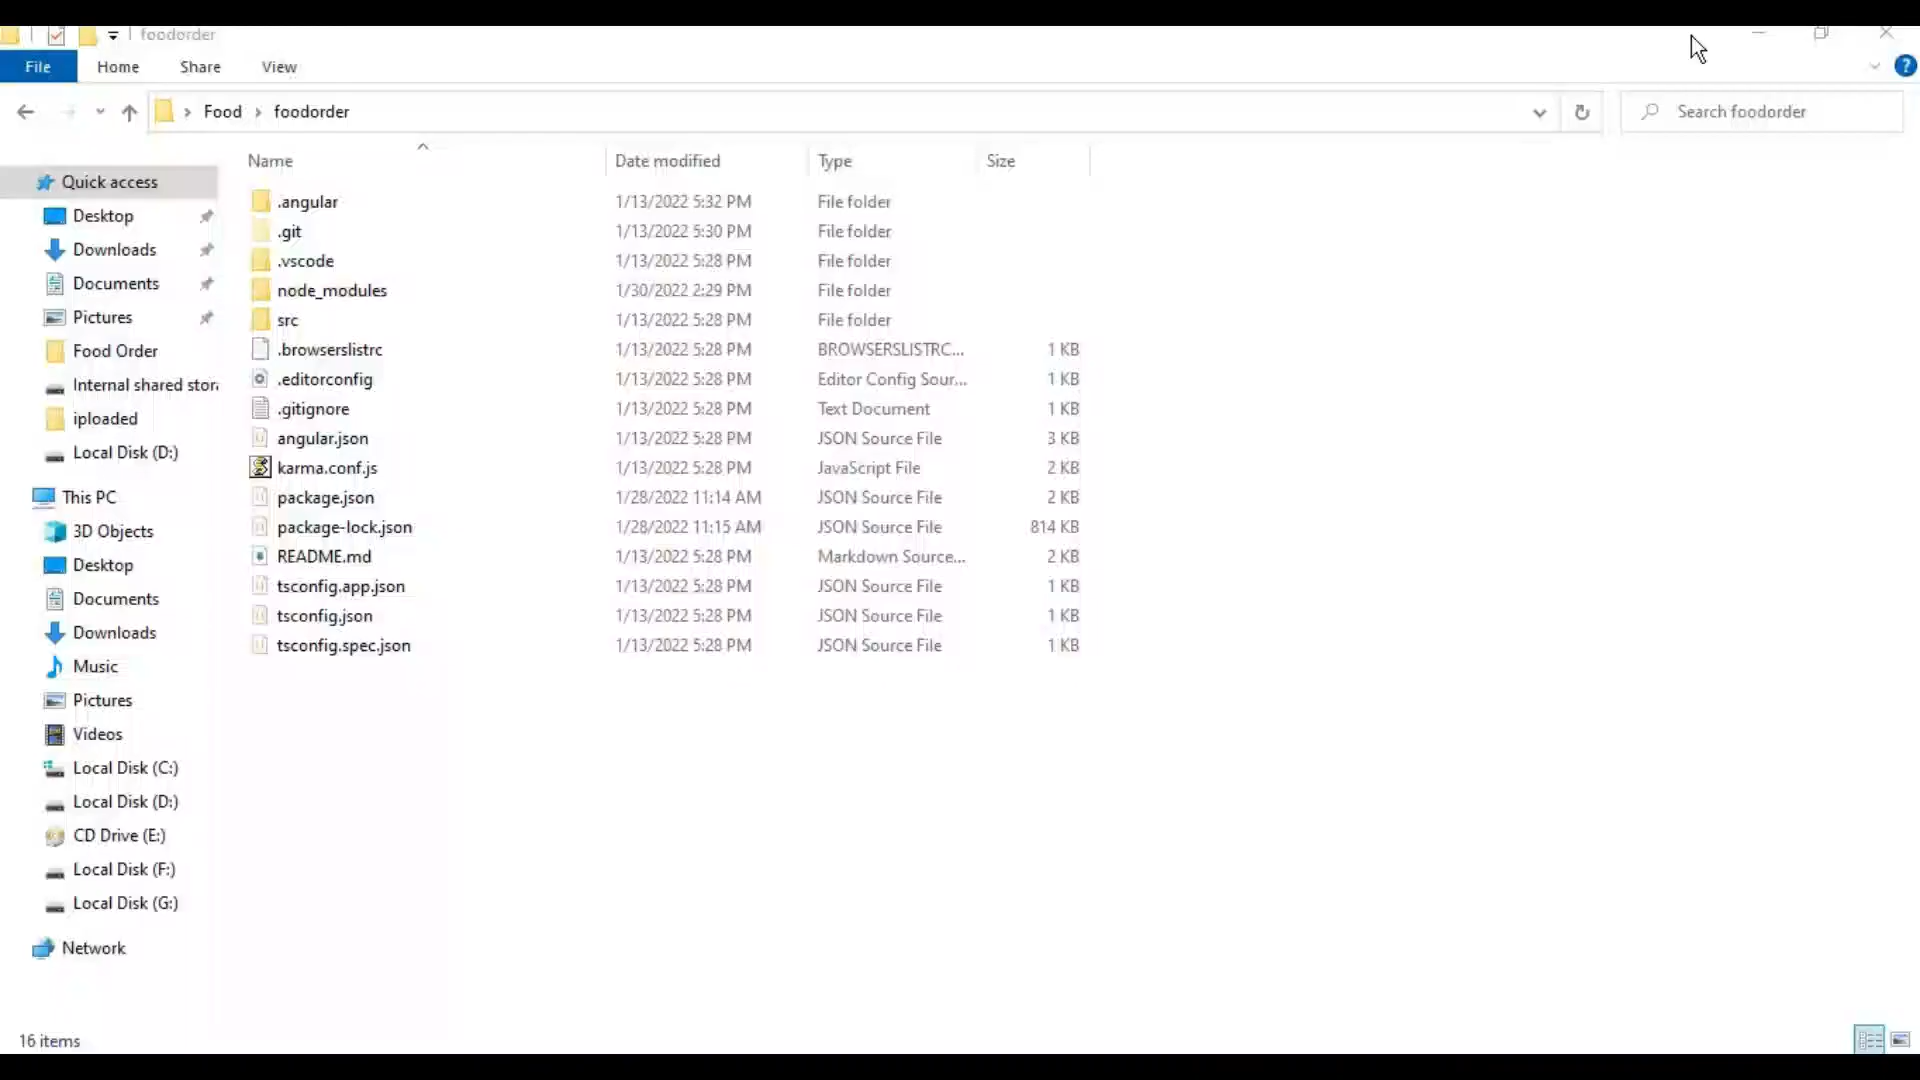 foodorder
File Home Share View
Food foodorder
Search foodorder
Name Date modified Type Size
Quick access
Desktop
Downloads
Documents
Pictures
Food Order
Internal shared stora
iploaded
Local Disk (D:)
This PC
3D Objects
Desktop
Documents
Downloads
Music
Pictures
Videos
Local Disk (C:)
Local Disk (D:)
CD Drive (E:)
Local Disk (F:)
Local Disk (G:)
Network
.angular 1/13/2022 5:32 PM File folder
.git 1/13/2022 5:30 PM File folder
.vscode 1/13/2022 5:28 PM File folder
node_modules 1/30/2022 2:29 PM File folder
src 1/13/2022 5:28 PM File folder
.browserslistrc 1/13/2022 5:28 PM BROWSERSLISTRC... 1 KB
.editorconfig 1/13/2022 5:28 PM Editor Config Sour... 1 KB
.gitignore 1/13/2022 5:28 PM Text Document 1 KB
angular.json 1/13/2022 5:28 PM JSON Source File 3 KB
karma.conf.js 1/13/2022 5:28 PM JavaScript File 2 KB
package.json 1/28/2022 11:14 AM JSON Source File 2 KB
package-lock.json 1/28/2022 11:15 AM JSON Source File 814 KB
README.md 1/13/2022 5:28 PM Markdown Source... 2 KB
tsconfig.app.json 1/13/2022 5:28 PM JSON Source File 1 KB
tsconfig.json 1/13/2022 5:28 PM JSON Source File 1 KB
tsconfig.spec.json 1/13/2022 5:28 PM JSON Source File 1 KB
16 items